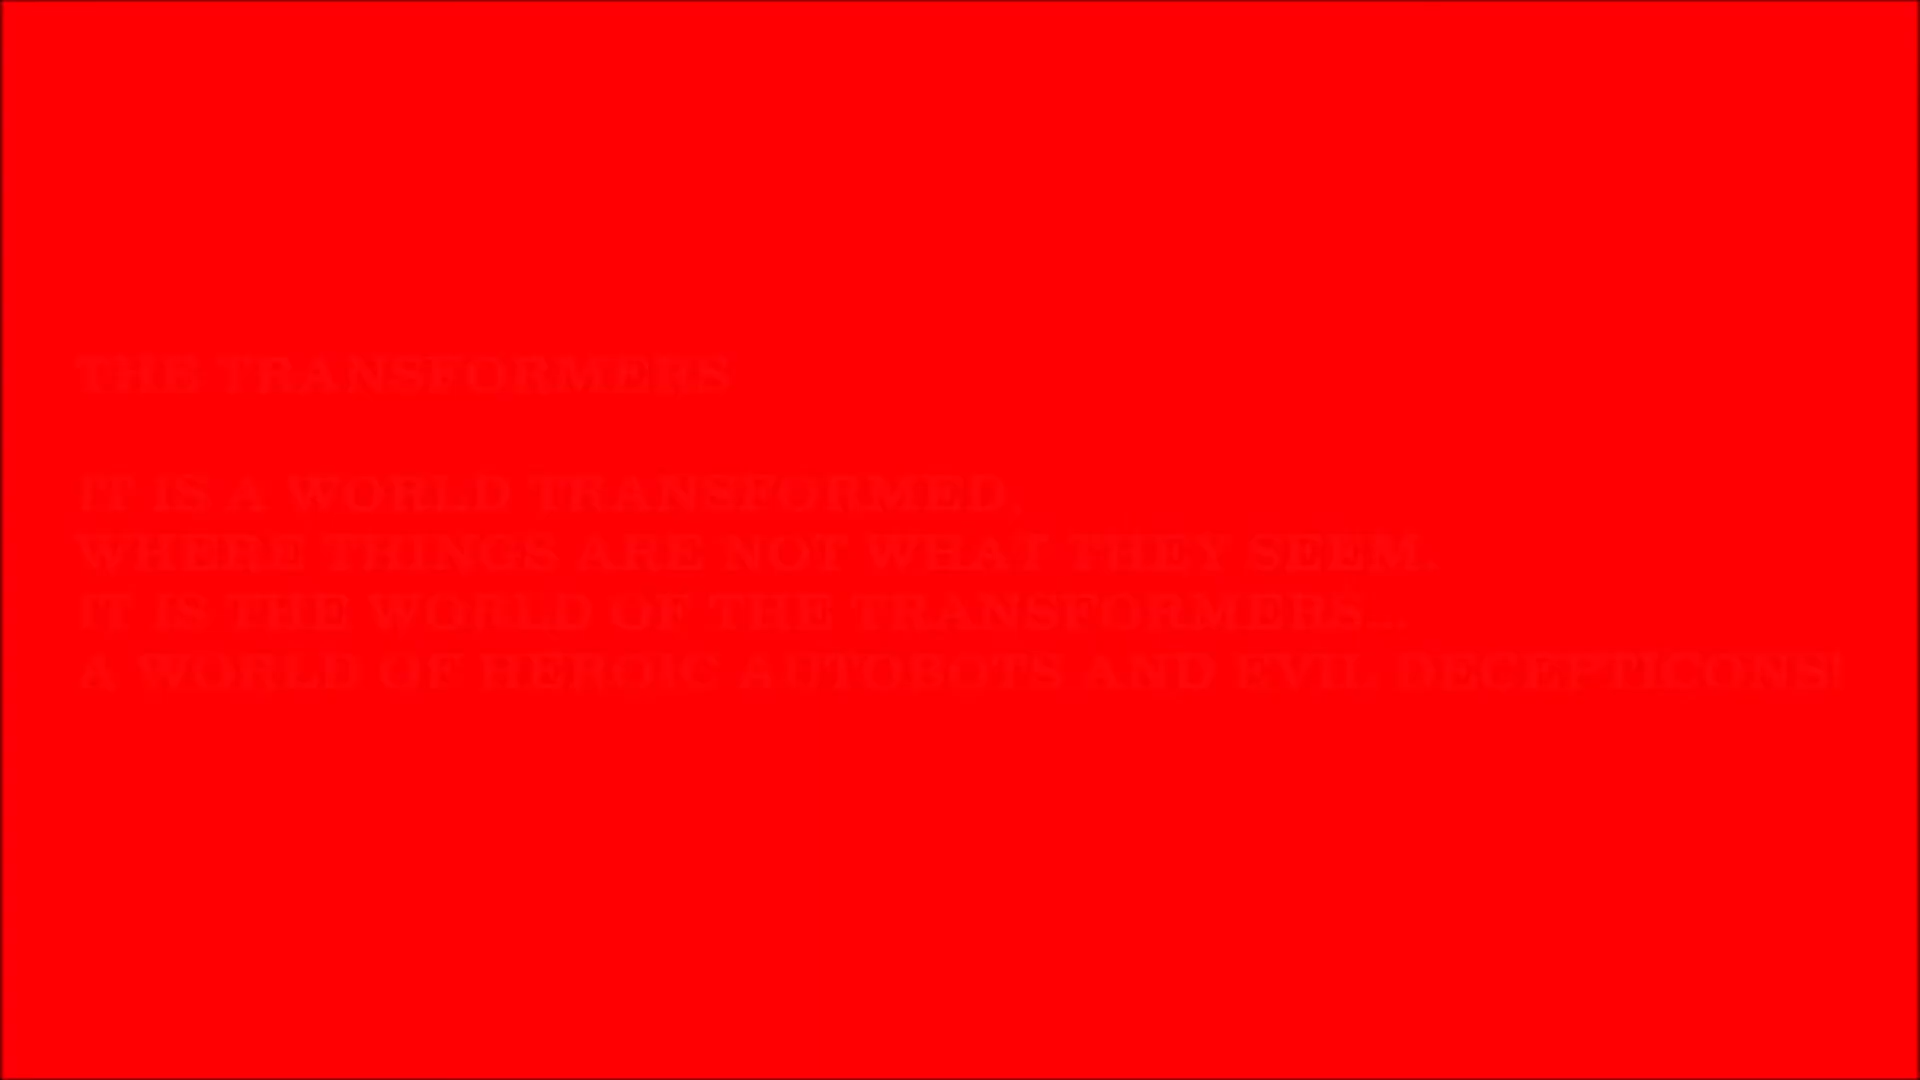 THE TRANSFORMERS
IT IS A WORLD TRANSFORMED.
WHERE THINGS ARE NOT WHAT THEY SEEM.
IT IS THE WORLD OF THE TRANSFORMERS...
A WORLD OF HEROIC AUTOBOTS AND EVIL DECEPTICONS!